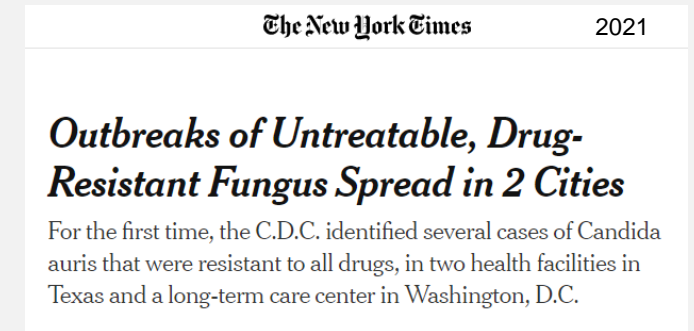 The New York Times 2021
Outbreaks of Untreatable, Drug-
Resistant Fungus Spread in 2 Cities
For the first time, the C.D.C. identified several cases of Candida
auris that were resistant to all drugs, in two health facilities in
Texas and a long-term care center in Washington, D.C.